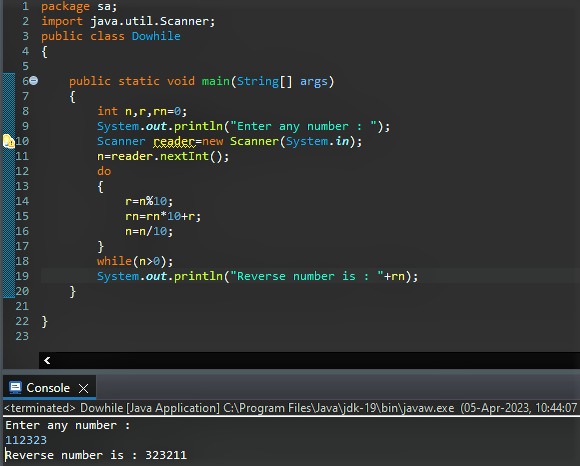 1 package sa;
2 import java.util.Scanner;
3 public class Dowhile
4 {
5
6 public static void main(String[] args)
7 {
8 int n,r,rn=0;
9 System.out.println("Enter any number : ");
10 Scanner reader=new Scanner(System.in);
11 n=reader.nextInt();
12 do
13 {
14 r=n%10;
15 rn=rn*10+r;
16 n=n/10;
17 }
18 while(n>0);
19 System.out.println("Reverse number is : "+rn);
20 }
21
22 }
23
Console
<terminated> Dowhile [Java Application] C:\Program Files\Java\jdk-19\bin\javaw.exe (05-Apr-2023, 10:44:07
Enter any number :
112323
Reverse number is : 323211